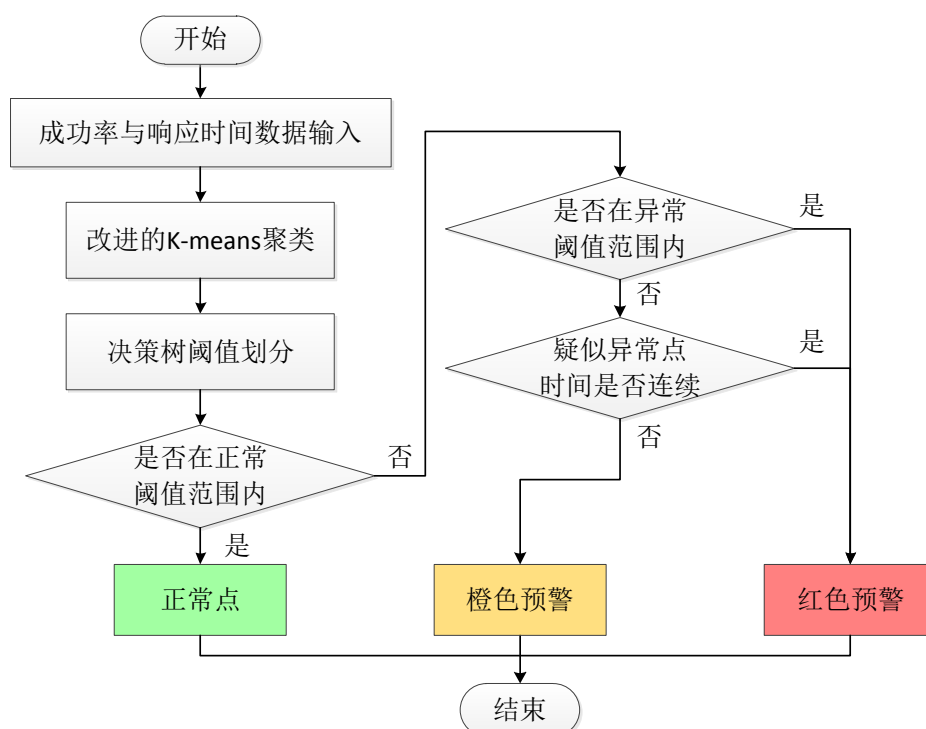 开始
成功率与响应时间数据输入
改进的K-means聚类
决策树阈值划分
是否在正常
阈值范围内
否
是
是否在异常
阈值范围内
是
否
疑似异常点
时间是否连续
是
否
正常点
橙色预警
红色预警
结束